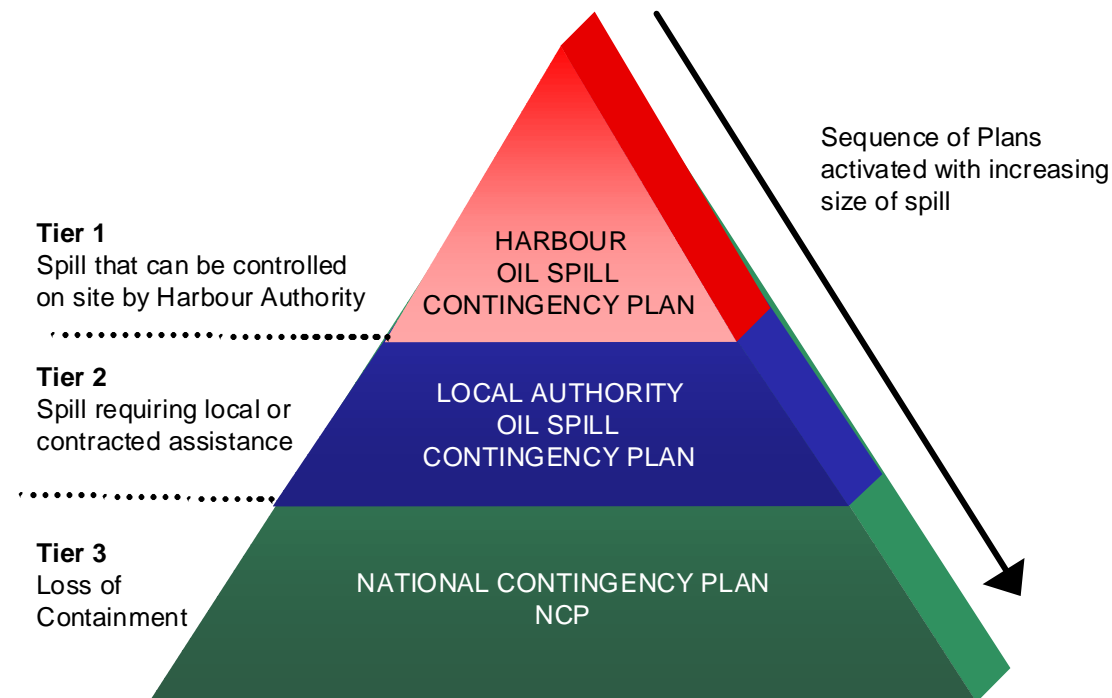 Sequence of Plans
activated with increasing
size of spill
Tier 1
Spill that can be controlled
on site by Harbour Authority
HARBOUR
OIL SPILL
CONTINGENCY PLAN
Tier 2
Spill requiring local or
contracted assistance
LOCAL AUTHORITY
OIL SPILL
CONTINGENCY PLAN
Tier 3
Loss of
Containment
NATIONAL CONTINGENCY PLAN
NCP